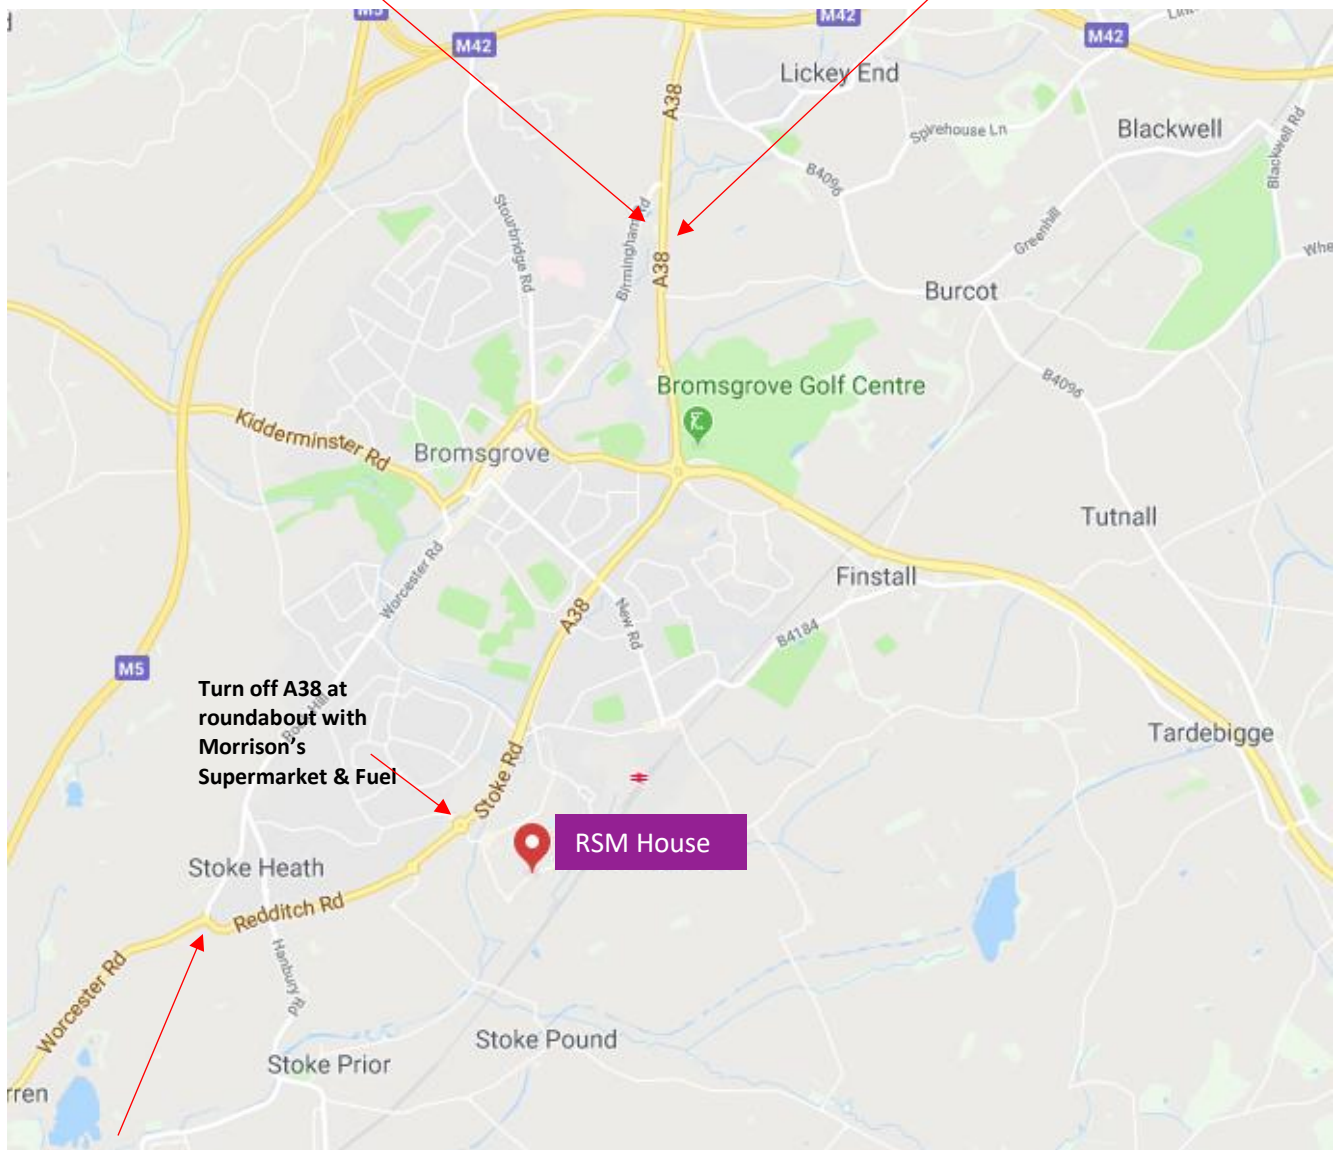 M5
M42
M42
M42
Lickey End
A38
Spirehouse Ln
Blackwell
Blackwell Rd
B4096
Stourbridge Rd
Birmingham Rd
A38
Greenhill
Burcot
Bromsgrove Golf Centre
B4096
Kidderminster Rd
Bromsgrove
Tutnall
Worcester Rd
Finstall
A38
New Rd
B4184
M5
Turn off A38 at
roundabout with
Morrison's
Supermarket & Fuel
Stoke Rd
Tardebigge
RSM House
Stoke Heath
Redditch Rd
Hanbury Rd
Worcester Rd
Stoke Pound
Stoke Prior
rren